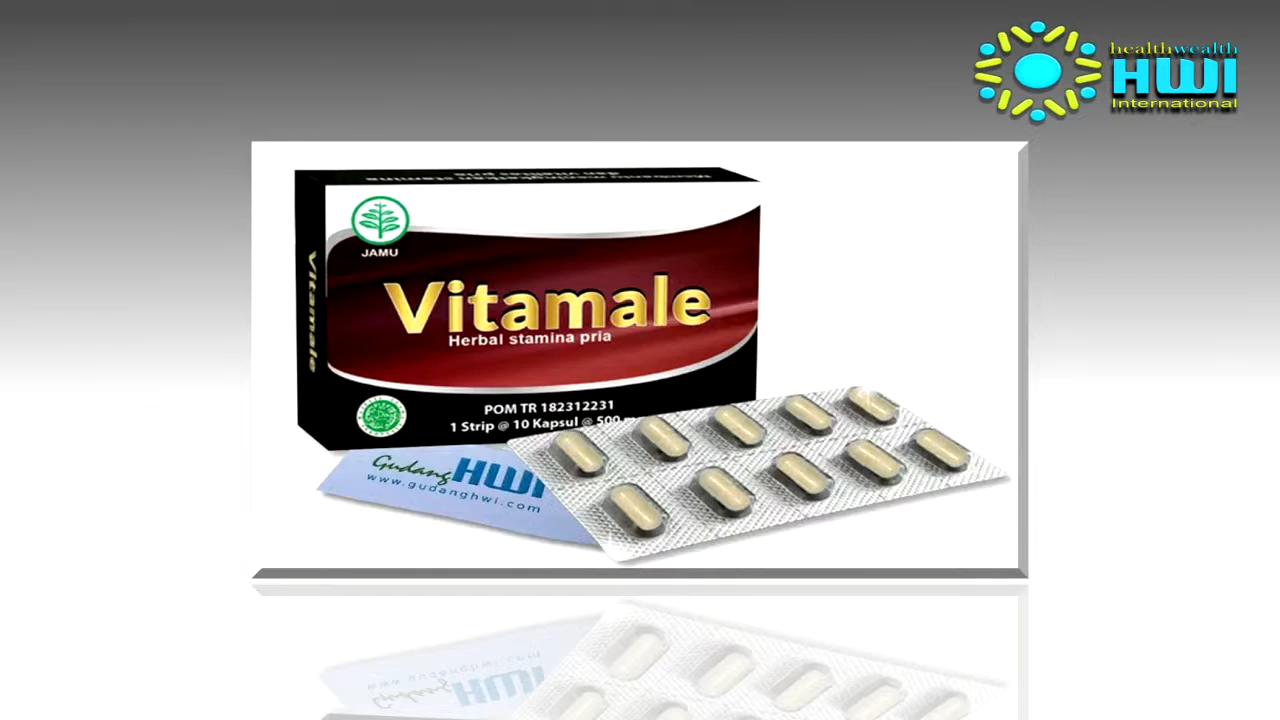 healthwealth
HWI
International
JAMU
Vitamale
Vitamale
Herbal stamina pria
POM TR 182312231
1 Strip @ 10 Kapsul @ 500
Gudang HWI
www.gudanghwi.com